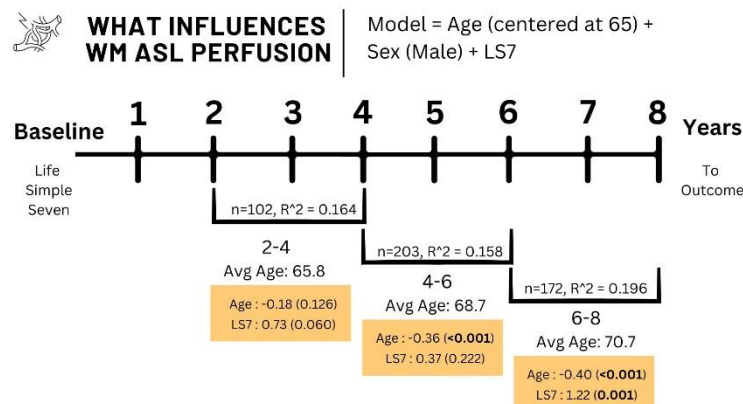 WHAT INFLUENCES
WM ASL PERFUSION
Model = Age (centered at 65) +
Sex (Male) + LS7
1 2 3 4 5 6 7 8
Baseline
Years
Life
Simple
Seven
To
Outcome
n=102, R^2 = 0.164
2-4
Avg Age: 65.8
Age : -0.18 (0.126)
LS7 : 0.73 (0.060)
n=203, R^2 = 0.158
4-6
Avg Age: 68.7
Age : -0.36 (<0.001)
LS7 : 0.37 (0.222)
n=172, R^2 = 0.196
6-8
Avg Age: 70.7
Age : -0.40 (<0.001)
LS7 : 1.22 (0.001)